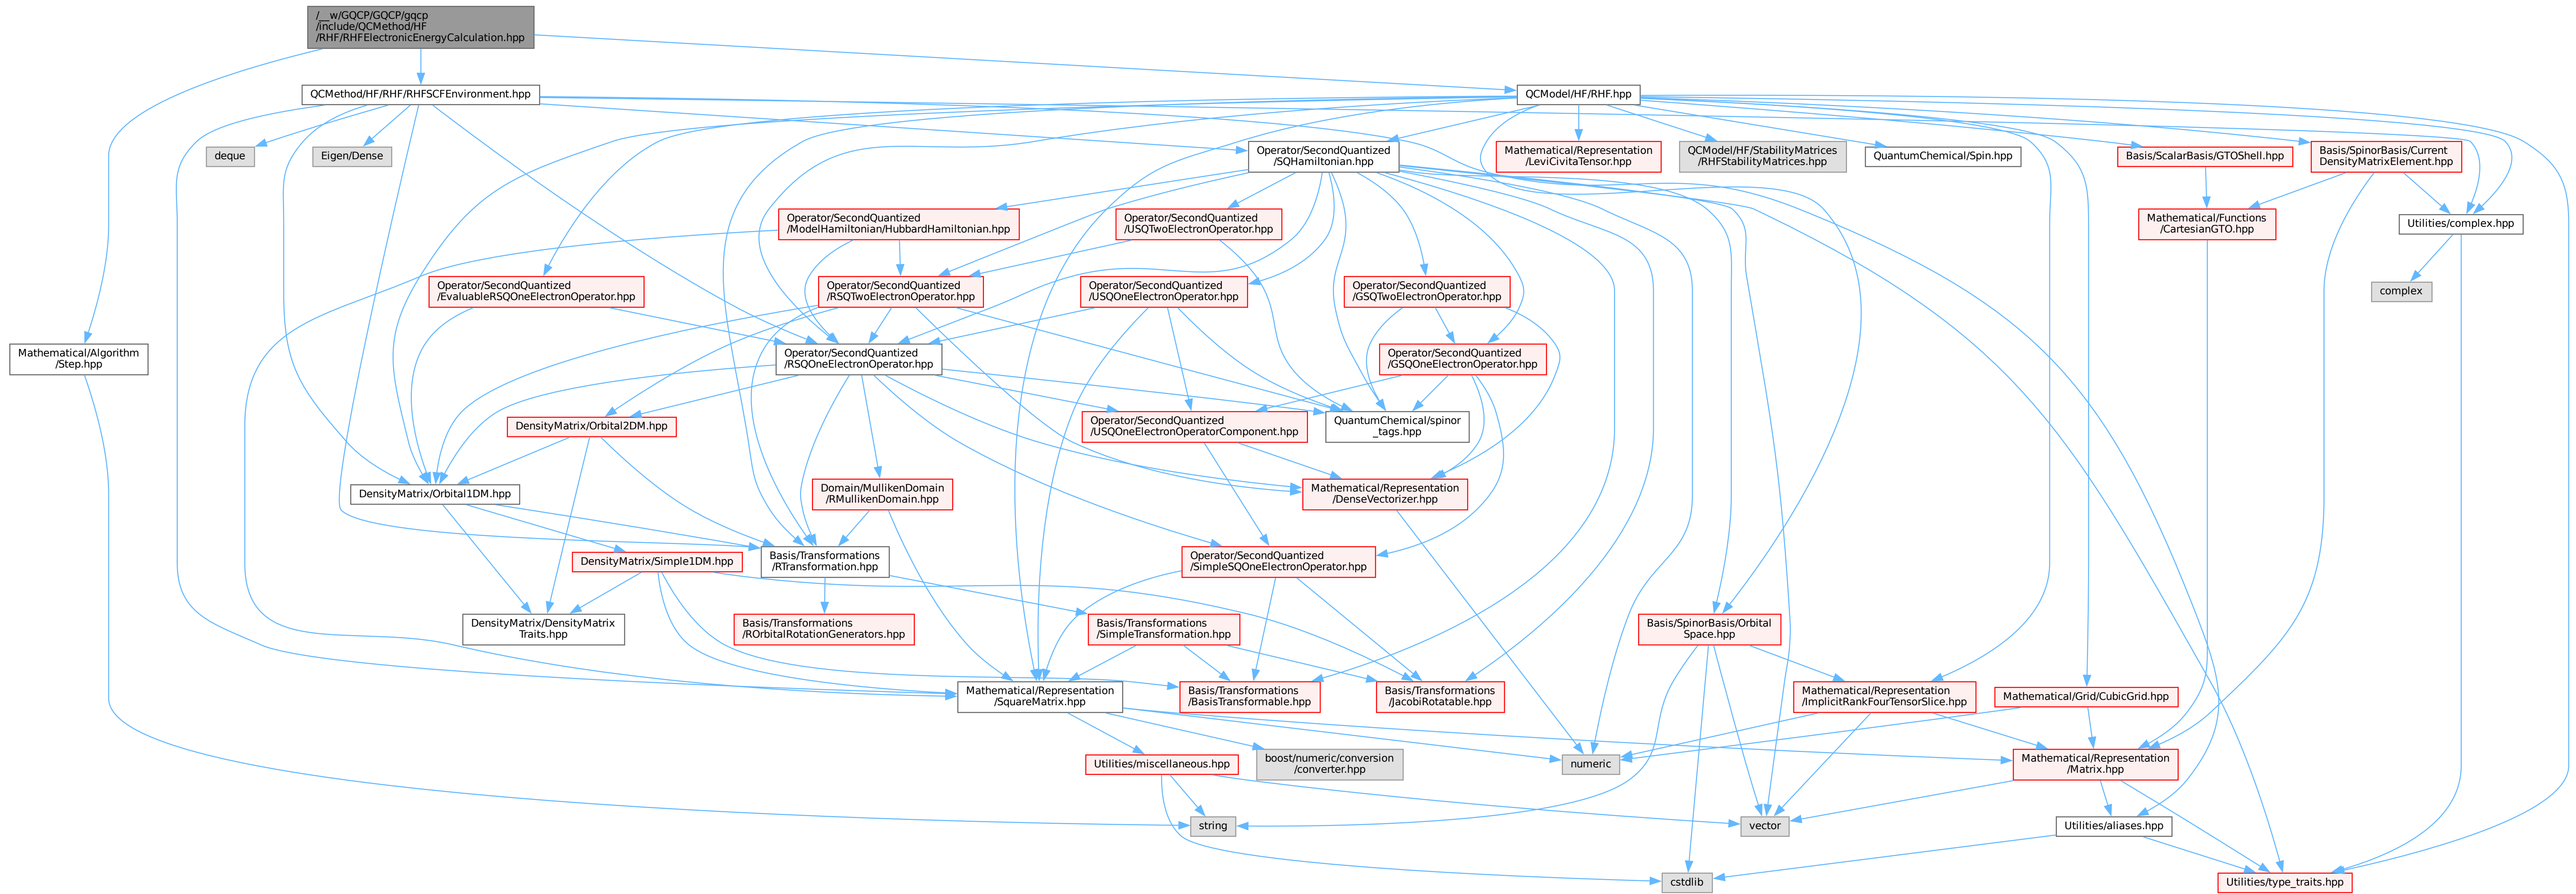 /__w/GQCP/GQCP/gqcp
/include/QCMethod/HF
/RHF/RHFElectronicEnergyCalculation.hpp
QCMethod/HF/RHF/RHFSCFEnvironment.hpp
QCModel/HF/RHF.hpp
deque
Eigen/Dense
Operator/SecondQuantized
/SQHamiltonian.hpp
Mathematical/Representation
/LeviCivitaTensor.hpp
QCModel/HF/StabilityMatrices
/RHFStabilityMatrices.hpp
QuantumChemical/Spin.hpp
Basis/ScalarBasis/GTOShell.hpp
Basis/SpinorBasis/Current
DensityMatrixElement.hpp
Operator/SecondQuantized
/ModelHamiltonian/HubbardHamiltonian.hpp
Operator/SecondQuantized
/USQTwoElectronOperator.hpp
Mathematical/Functions
/CartesianGTO.hpp
Utilities/complex.hpp
Operator/SecondQuantized
/EvaluableRSQOneElectronOperator.hpp
Operator/SecondQuantized
/RSQTwoElectronOperator.hpp
Operator/SecondQuantized
/USQOneElectronOperator.hpp
Operator/SecondQuantized
/GSQTwoElectronOperator.hpp
complex
Mathematical/Algorithm
/Step.hpp
Operator/SecondQuantized
/RSQOneElectronOperator.hpp
Operator/SecondQuantized
/GSQOneElectronOperator.hpp
DensityMatrix/Orbital2DM.hpp
Operator/SecondQuantized
/USQOneElectronOperatorComponent.hpp
QuantumChemical/spinor
_tags.hpp
DensityMatrix/Orbital1DM.hpp
Domain/MullikenDomain
/RMullikenDomain.hpp
Mathematical/Representation
/DenseVectorizer.hpp
DensityMatrix/Simple1DM.hpp
Basis/Transformations
/RTransformation.hpp
Operator/SecondQuantized
/SimpleSQOneElectronOperator.hpp
DensityMatrix/DensityMatrix
Traits.hpp
Basis/Transformations
/ROrbitalRotationGenerators.hpp
Basis/Transformations
/SimpleTransformation.hpp
Basis/SpinorBasis/Orbital
Space.hpp
Mathematical/Representation
/SquareMatrix.hpp
Basis/Transformations
/BasisTransformable.hpp
Basis/Transformations
/JacobiRotatable.hpp
Mathematical/Representation
/ImplicitRankFourTensorSlice.hpp
Mathematical/Grid/CubicGrid.hpp
Utilities/miscellaneous.hpp
boost/numeric/conversion
/converter.hpp
numeric
Mathematical/Representation
/Matrix.hpp
string
vector
Utilities/aliases.hpp
cstdlib
Utilities/type_traits.hpp